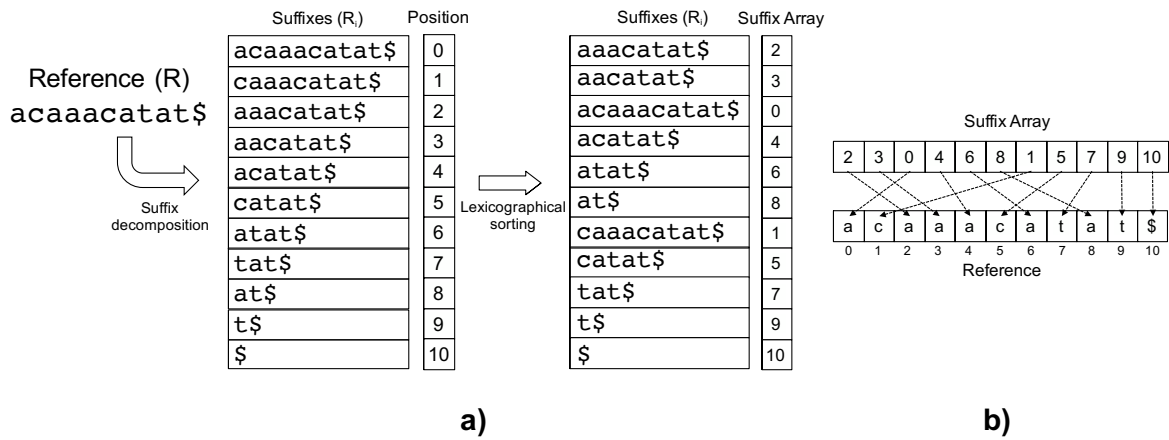 Reference (R)
acaaacatat$
Suffix
decomposition
Suffixes (Ri) Position
acaaacatat$ 0
caaacatat$ 1
aaacatat$ 2
aacatat$ 3
acatat$ 4
catat$ 5
atat$ 6
tat$ 7
at$ 8
t$ 9
$ 10
Lexicographical
sorting
Suffixes (Ri) Suffix Array
aaacatat$ 2
aacatat$ 3
acaaacatat$ 0
acatat$ 4
atat$ 6
at$ 8
caaacatat$ 1
catat$ 5
tat$ 7
t$ 9
$ 10
a)
Suffix Array
2 3 0 4 6 8 1 5 7 9 10
a c a a a c a t a t $
0 1 2 3 4 5 6 7 8 9 10
Reference
b)